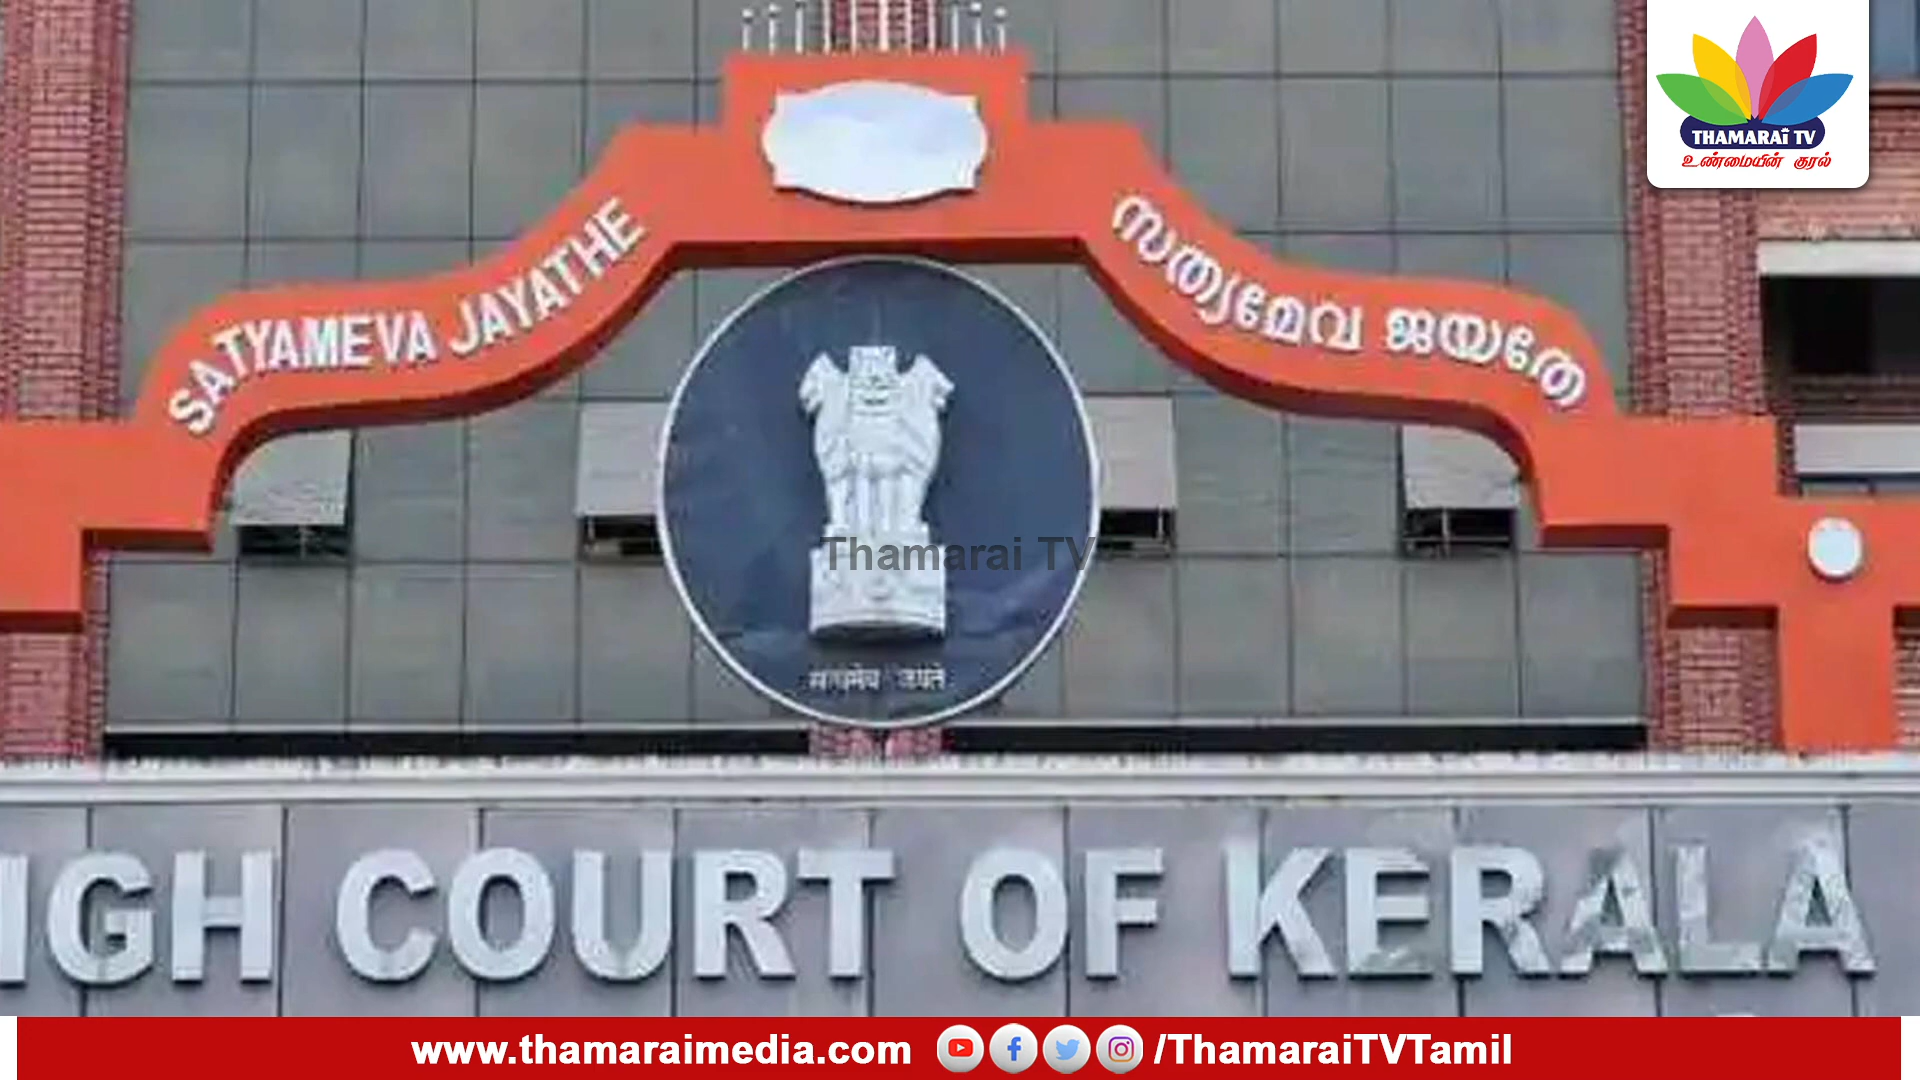 THAMARAI TV
உண்மையின் குரல்
SATYAMEVA JAYATHE
സത്യമേവ ജയതേ
Thamarai TV
सत्यमेव जयते
IGH COURT OF KERALA
www.thamaraimedia.com /ThamaraiTVTamil